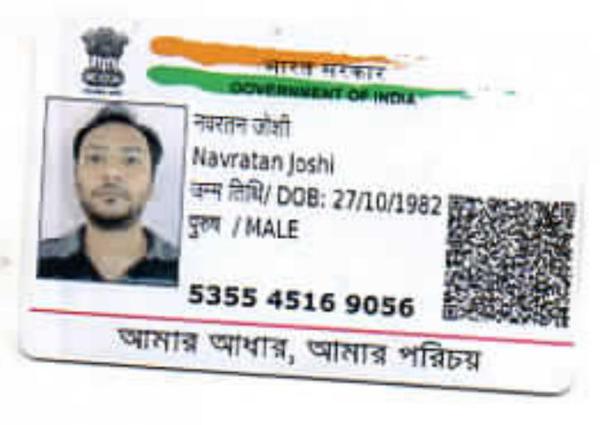 भारत सरकार
GOVERNMENT OF INDIA
नवरतन जोशी
Navratan Joshi
जन्म तिथि/ DOB: 27/10/1982
पुरुष / MALE
5355 4516 9056
আমার আধার, আমার পরিচয়